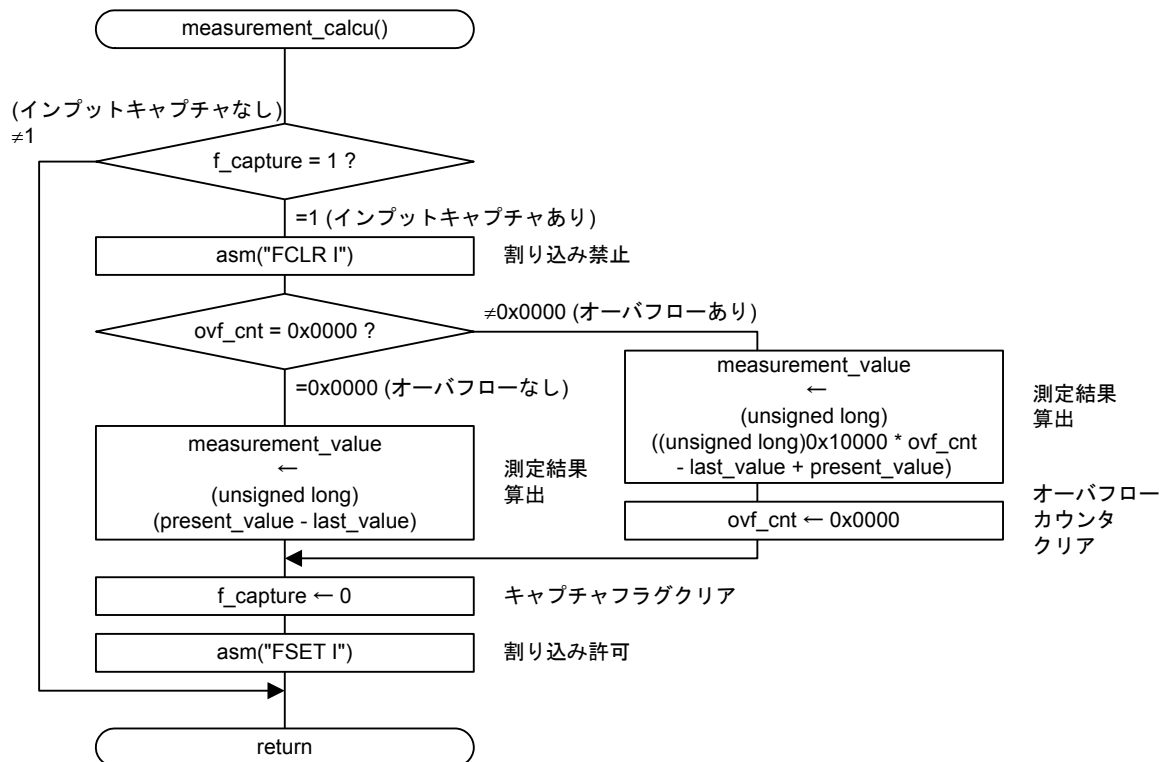 measurement_calcu()
(インプットキャプチャなし)
≠1
f_capture = 1 ?
=1 (インプットキャプチャあり)
asm("FCLR I")
割り込み禁止
ovf_cnt = 0x0000 ?
≠0x0000 (オーバフローあり)
=0x0000 (オーバフローなし)
measurement_value
←
(unsigned long)
((unsigned long)0x10000 * ovf_cnt
- last_value + present_value)
測定結果
算出
measurement_value
←
(unsigned long)
(present_value - last_value)
測定結果
算出
ovf_cnt ← 0x0000
オーバフロー
カウンタ
クリア
f_capture ← 0
キャプチャフラグクリア
asm("FSET I")
割り込み許可
return